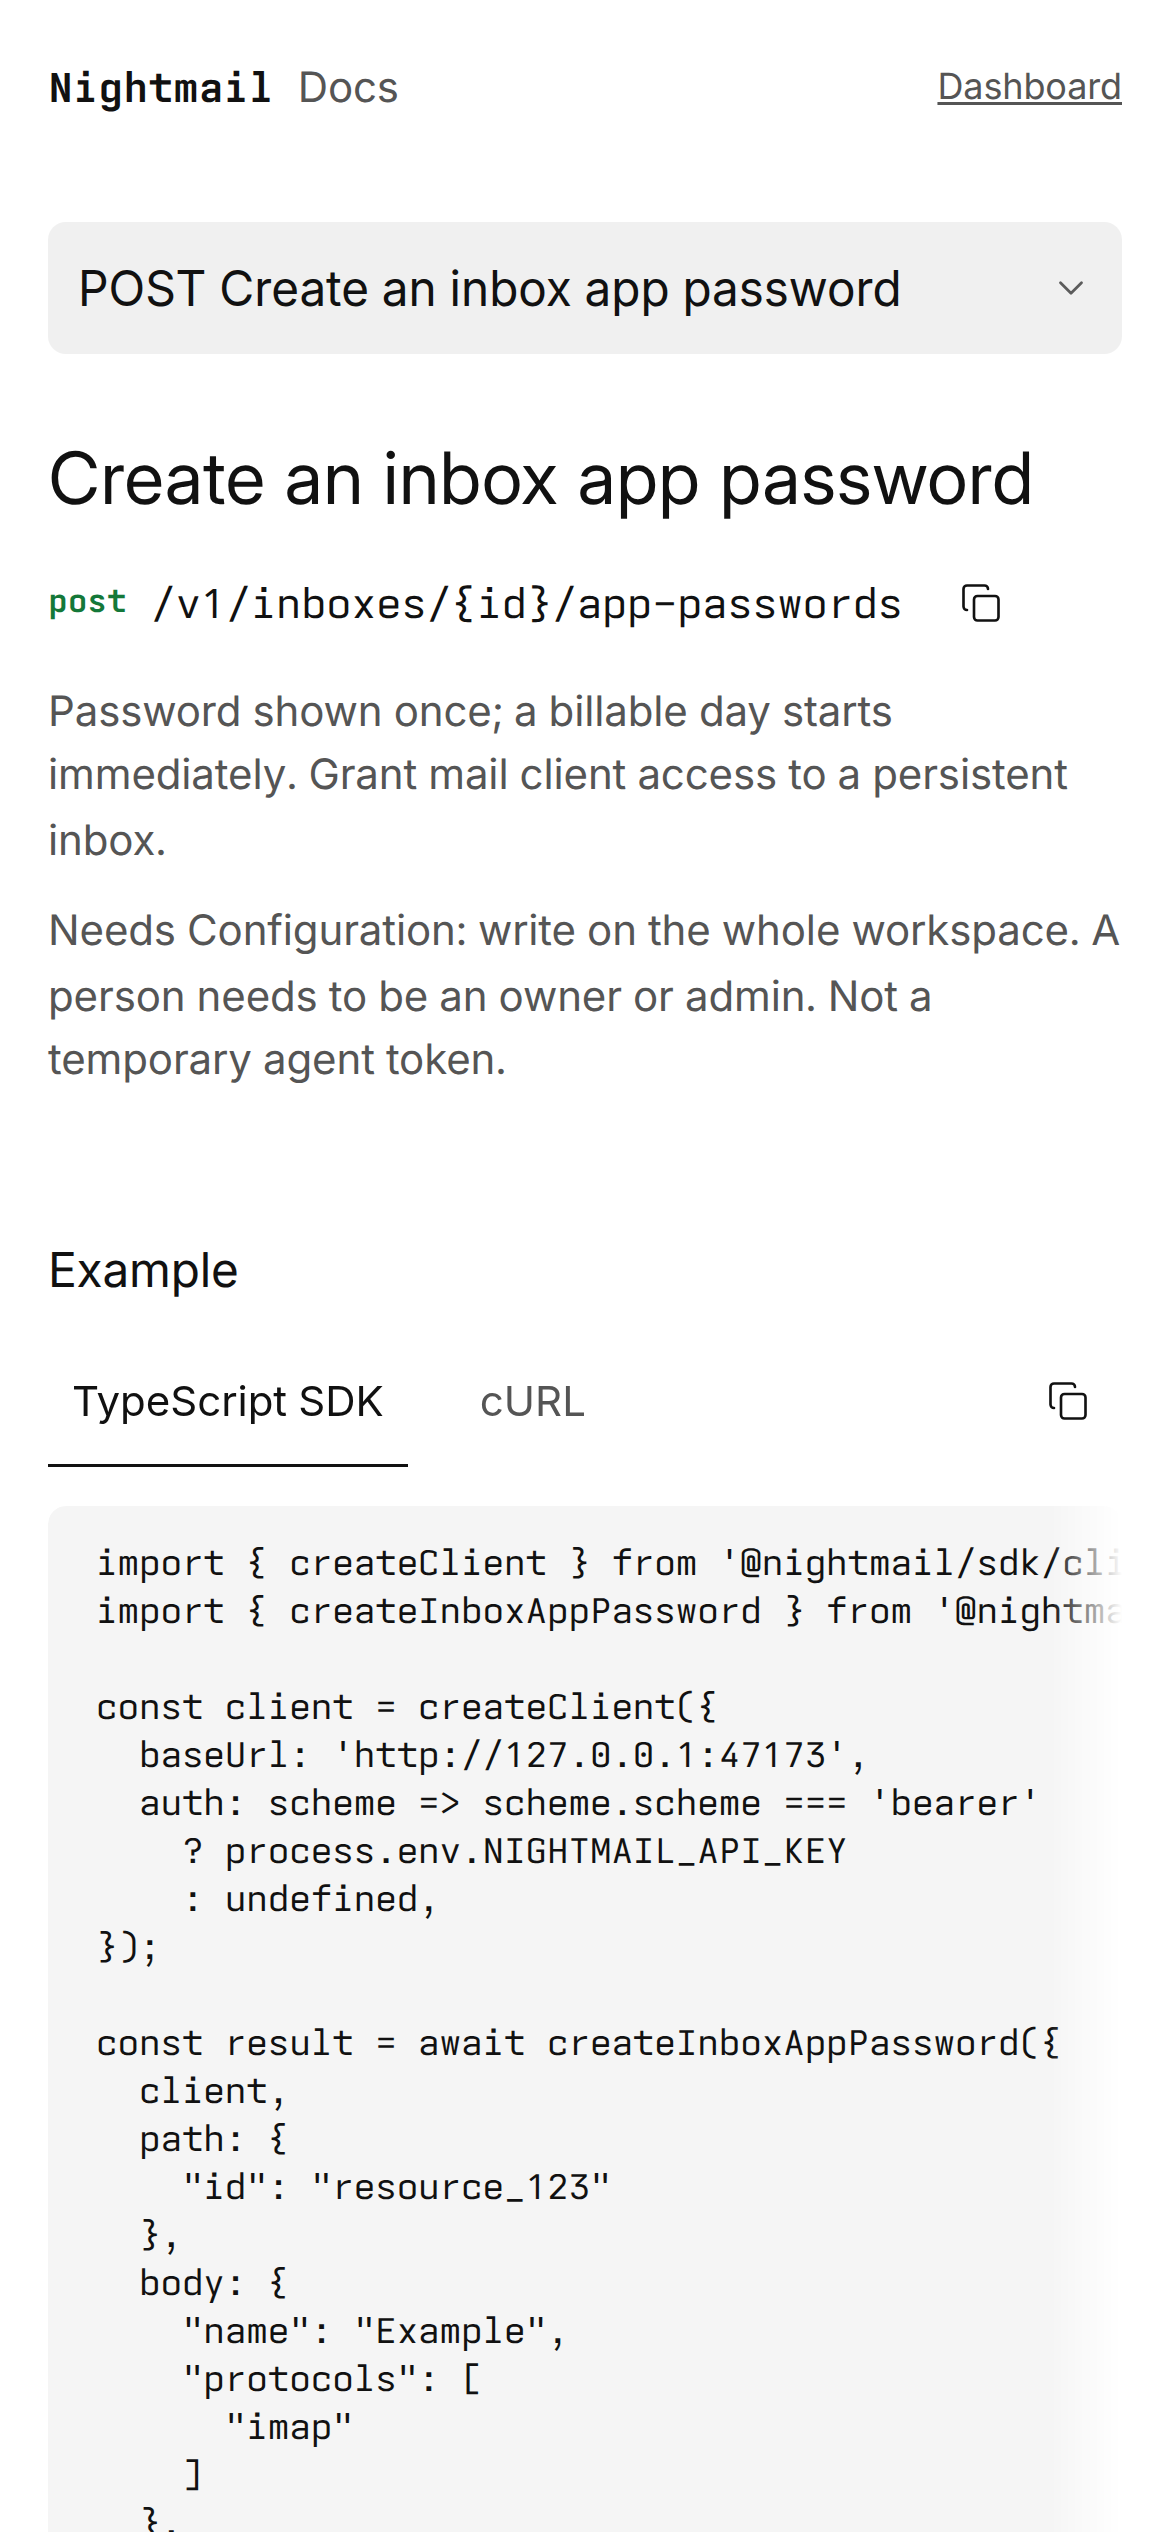 Nightmail Docs
Dashboard
POST Create an inbox app password
Create an inbox app password
post /v1/inboxes/{id}/app-passwords
Password shown once; a billable day starts
immediately. Grant mail client access to a persistent
inbox.
Needs Configuration: write on the whole workspace. A
person needs to be an owner or admin. Not a
temporary agent token.
Example
TypeScript SDK
cURL
import { createClient } from '@nightmail/sdk/cli
import { createInboxAppPassword } from '@nightma
const client = createClient({
  baseUrl: 'http://127.0.0.1:47173',
  auth: scheme => scheme.scheme === 'bearer'
    ? process.env.NIGHTMAIL_API_KEY
    : undefined,
});
const result = await createInboxAppPassword({
  client,
  path: {
    "id": "resource_123"
  },
  body: {
    "name": "Example",
    "protocols": [
      "imap"
    ]
  },